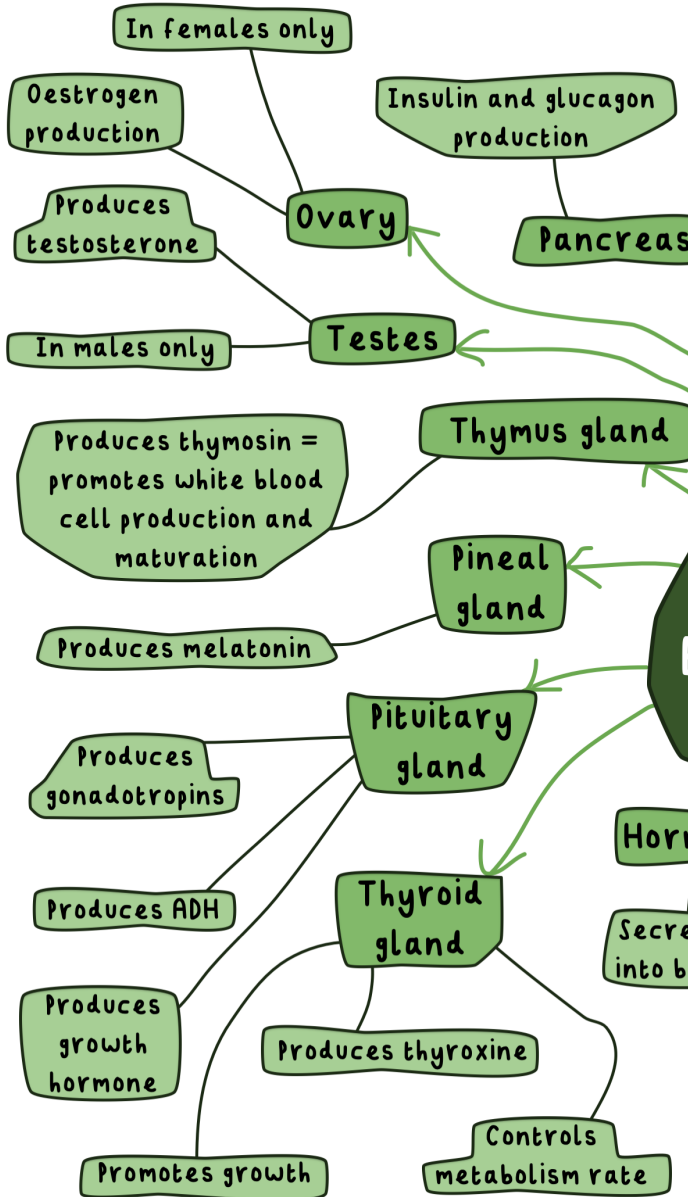 In females only
Oestrogen
production
Insulin and glucagon
production
Ovary
Pancreas
Produces
testosterone
Testes
In males only
Thymus gland
Produces thymosin =
promotes white blood
cell production and
maturation
Pineal
gland
Produces melatonin
Pituitary
gland
Produces
gonadotropins
Produces ADH
Produces
growth
hormone
Thyroid
gland
Produces thyroxine
Promotes growth
Controls
metabolism rate
into